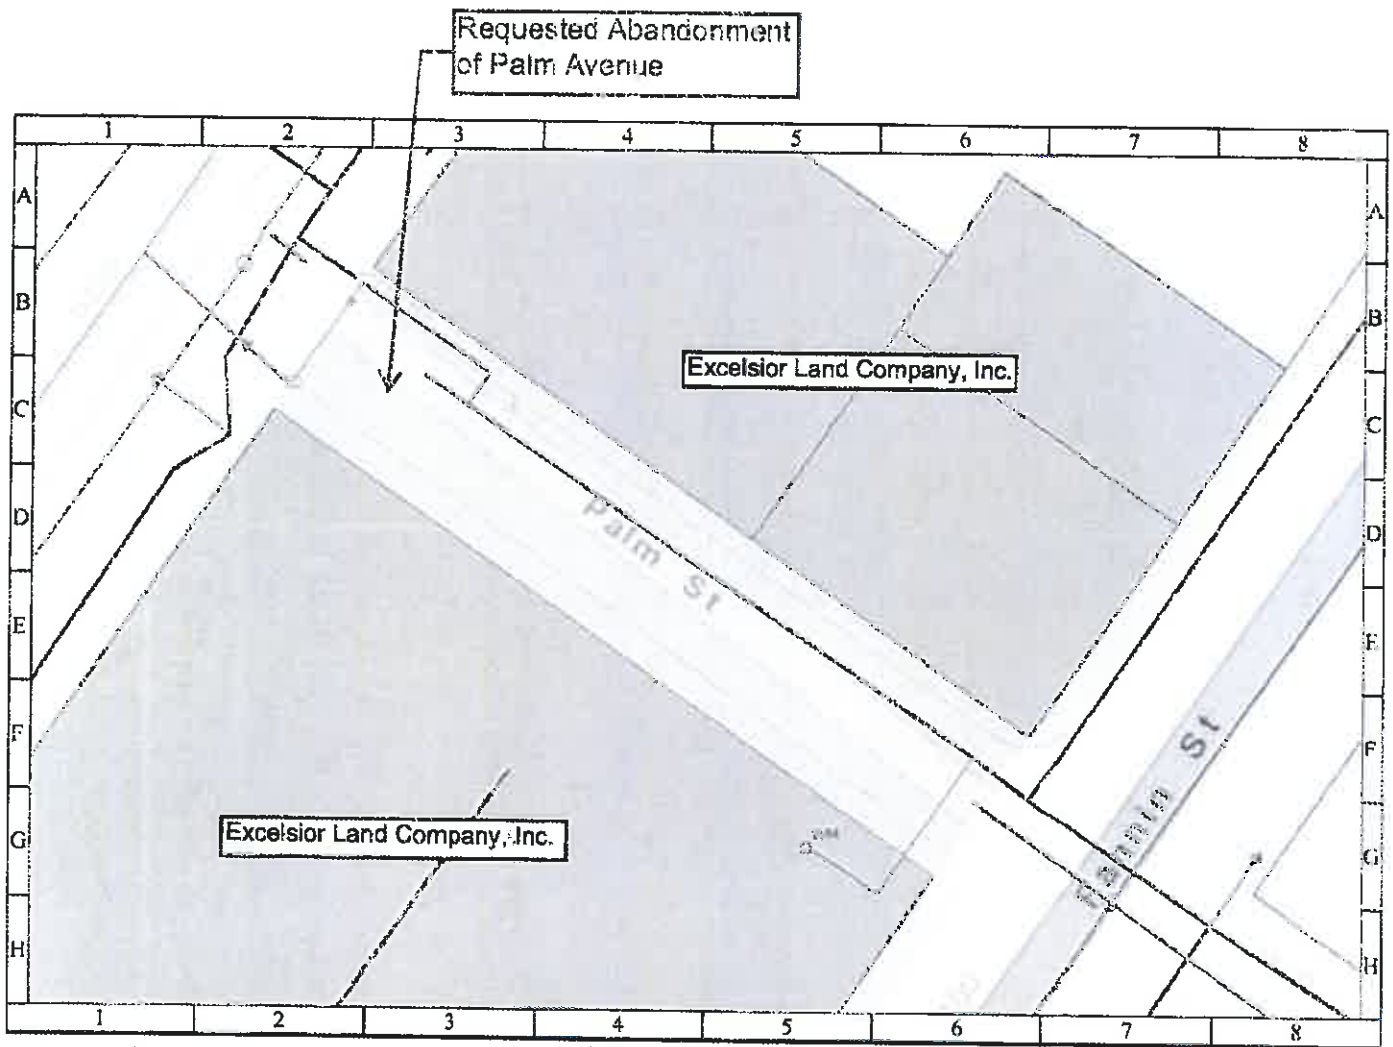 Requested Abandonment
of Palm Avenue
1 2 3 4 5 6 7 8
A A
B B
Excelsior Land Company, Inc.
C C
D D
Palm St
E E
F F
Fannin St
Excelsior Land Company, Inc.
G G
H H
1 2 3 4 5 6 7 8